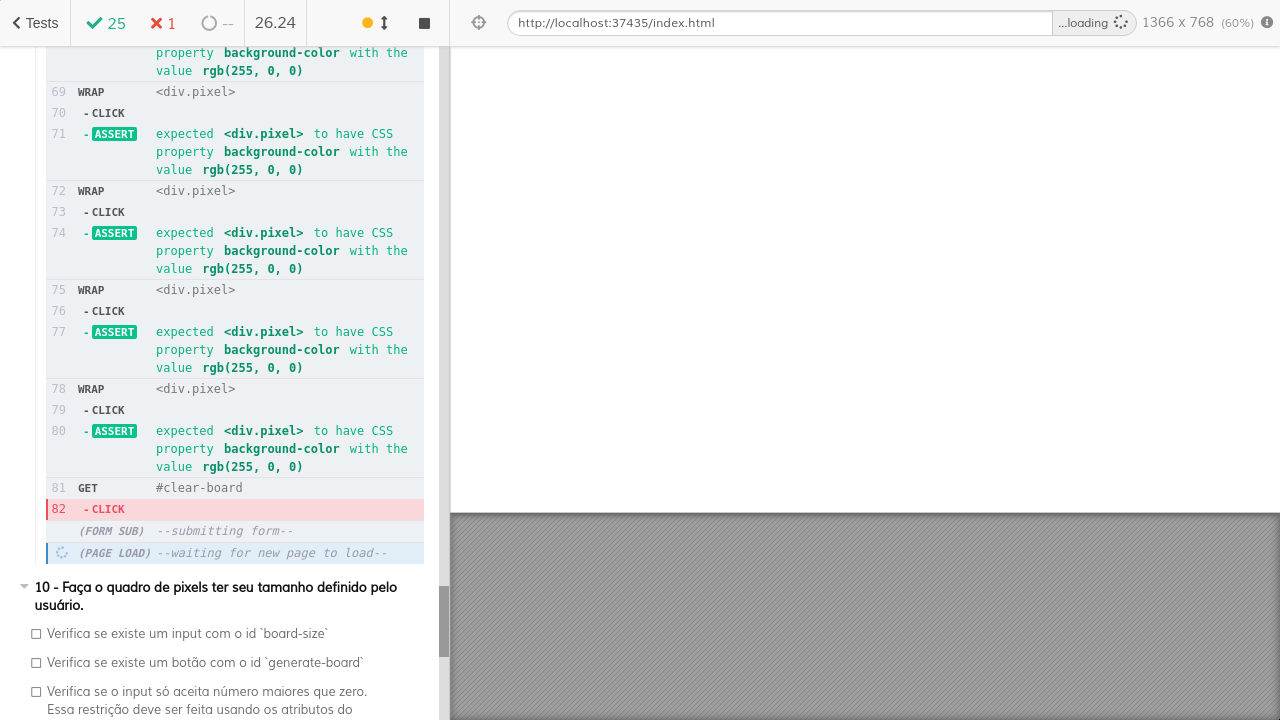 Tests 25 1 -- 26.24 http://localhost:37435/index.html ...loading 1366 x 768 (60%)
property background-color with the
value rgb(255, 0, 0)
69 WRAP <div.pixel>
70 -CLICK
71 -ASSERT expected <div.pixel> to have CSS
property background-color with the
value rgb(255, 0, 0)
72 WRAP <div.pixel>
73 -CLICK
74 -ASSERT expected <div.pixel> to have CSS
property background-color with the
value rgb(255, 0, 0)
75 WRAP <div.pixel>
76 -CLICK
77 -ASSERT expected <div.pixel> to have CSS
property background-color with the
value rgb(255, 0, 0)
78 WRAP <div.pixel>
79 -CLICK
80 -ASSERT expected <div.pixel> to have CSS
property background-color with the
value rgb(255, 0, 0)
81 GET #clear-board
82 -CLICK
(FORM SUB) --submitting form--
(PAGE LOAD) --waiting for new page to load--
10 - Faça o quadro de pixels ter seu tamanho definido pelo
usuário.
Verifica se existe um input com o id `board-size`
Verifica se existe um botão com o id `generate-board`
Verifica se o input só aceita número maiores que zero.
Essa restrição deve ser feita usando os atributos do